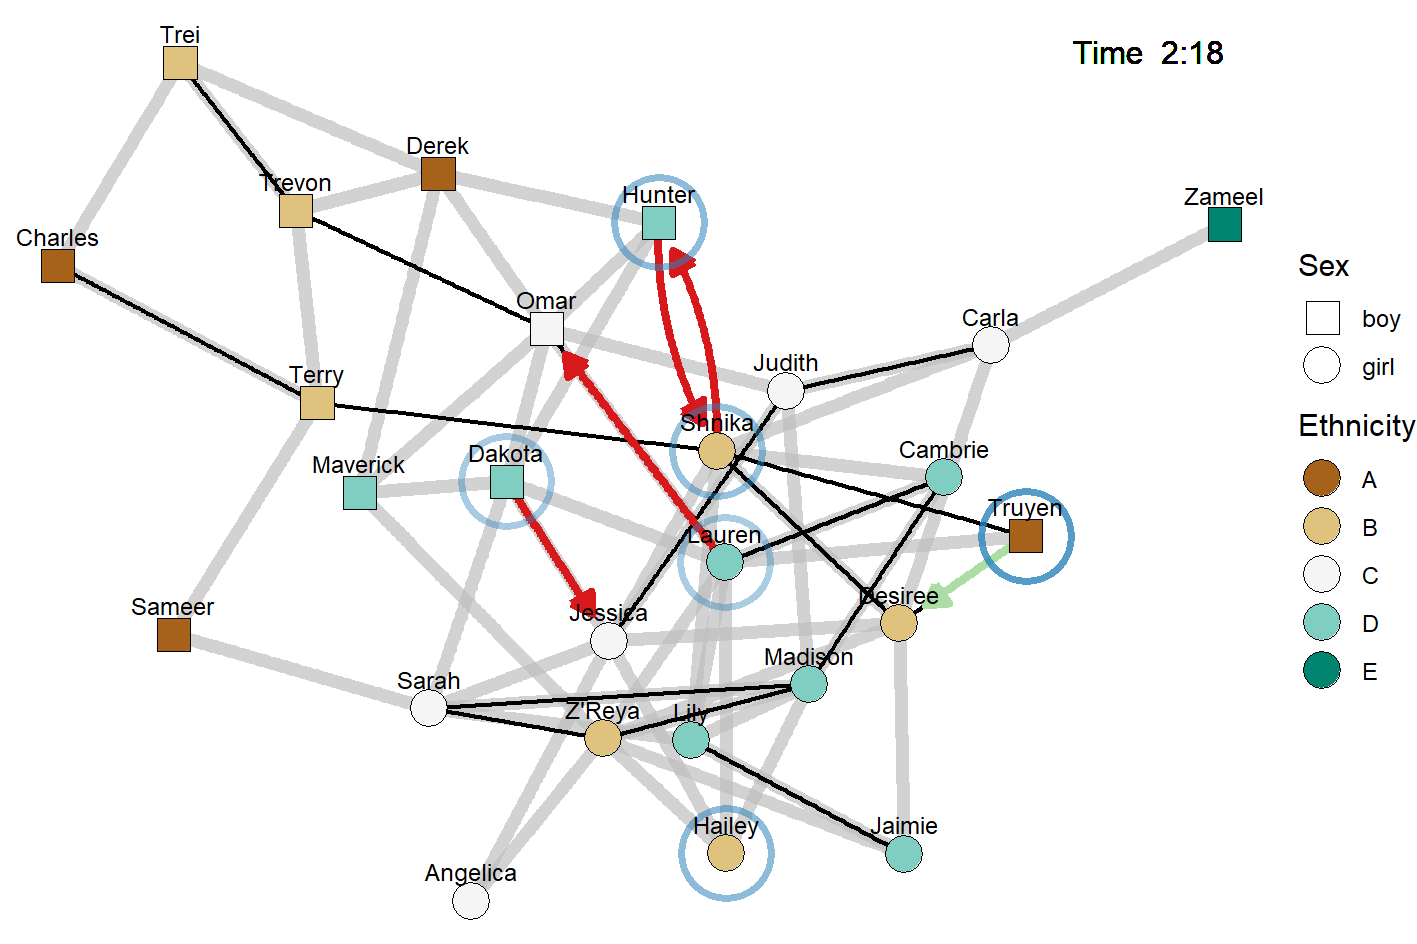 Trei
Time 2:18
Derek
Trevon
Hunter
Zameel
Charles
Omar
Carla
Judith
Terry
Shnika
Cambrie
Maverick
Dakota
Truyen
Lauren
Desiree
Sameer
Jessica
Madison
Sarah
Z'Reya
Lily
Hailey
Jaimie
Angelica
Sex
boy
girl
Ethnicity
A
B
C
D
E